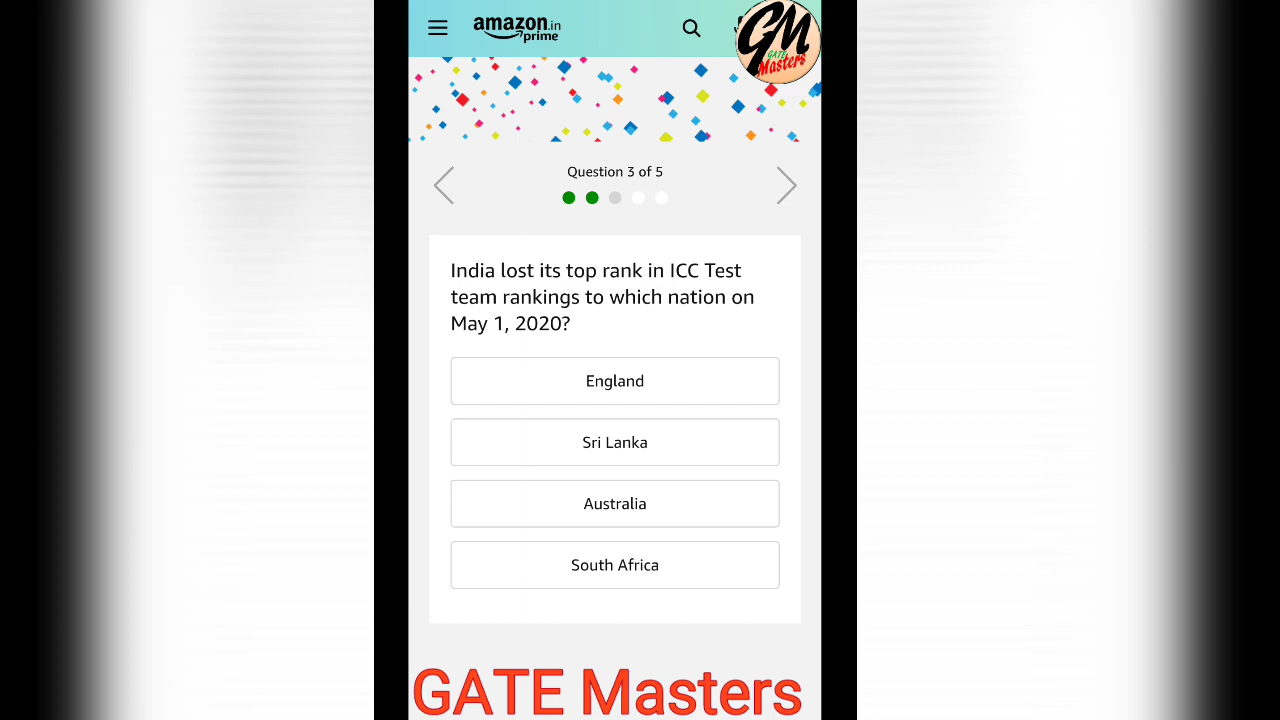 amazon.in
prime
GM
GATE
Masters
Question 3 of 5
India lost its top rank in ICC Test
team rankings to which nation on
May 1, 2020?
England
Sri Lanka
Australia
South Africa
GATE Masters